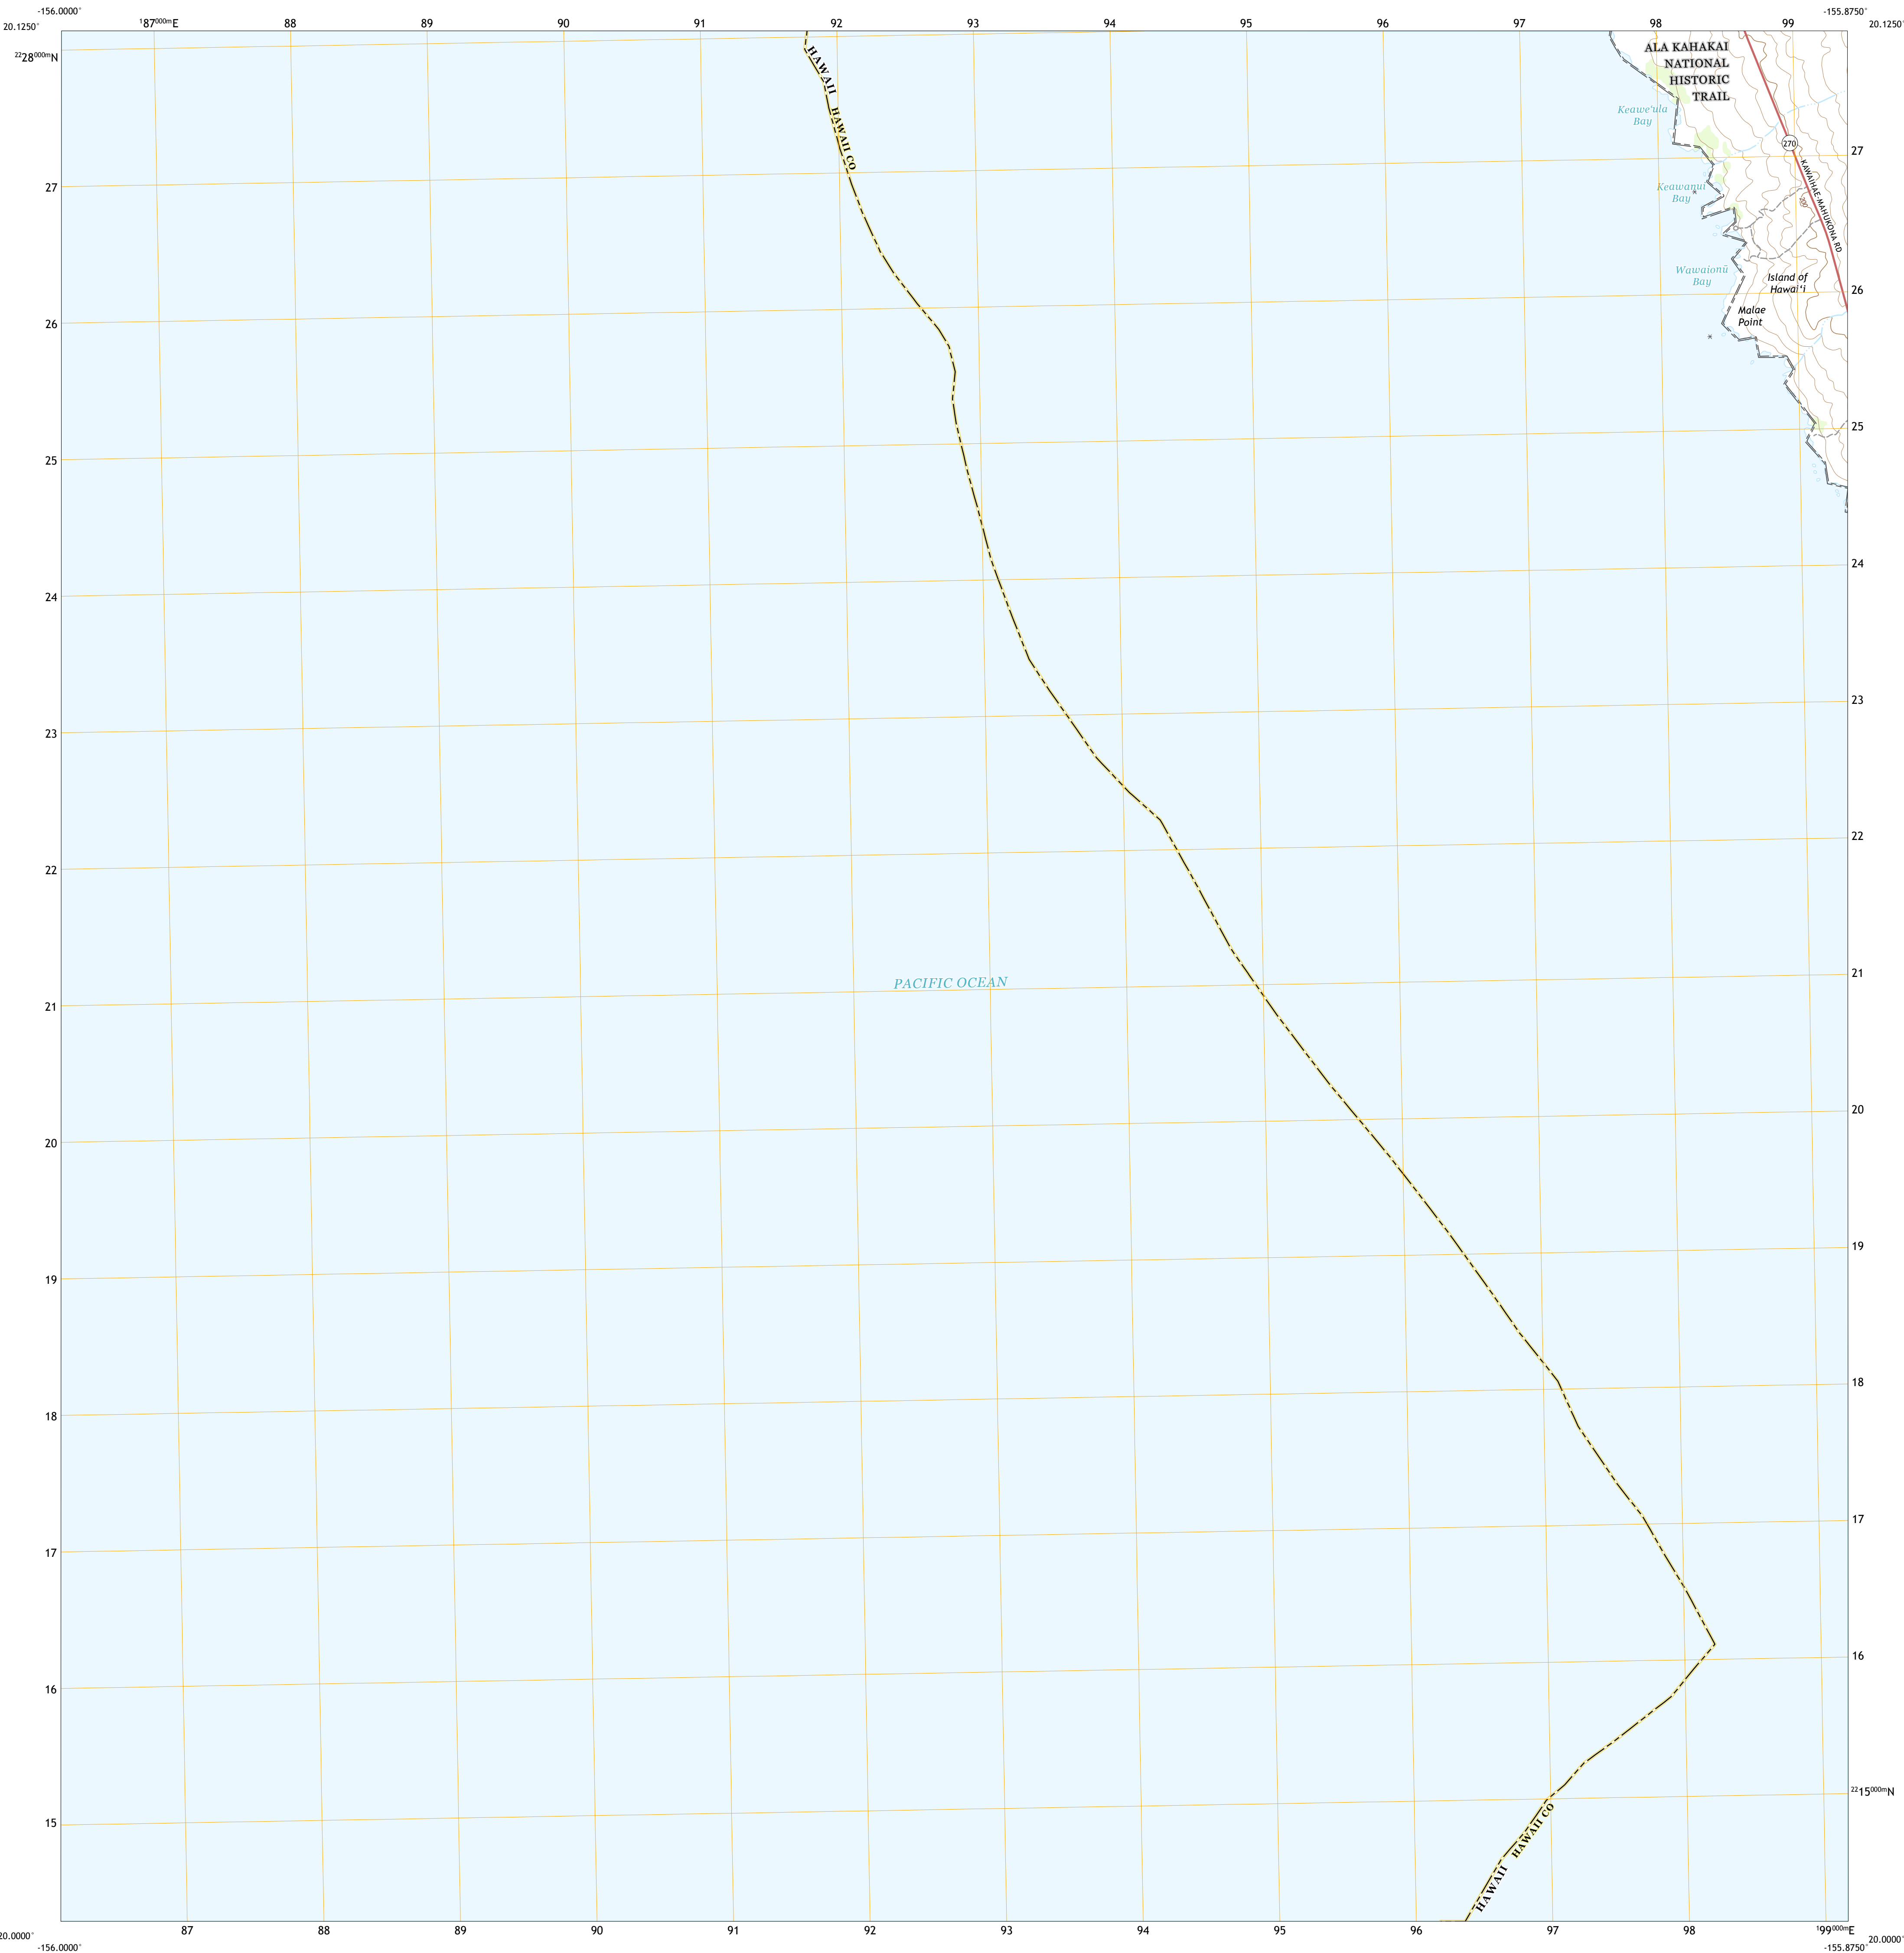 -156.0000°
-155.8750°
20.1250°
187000mE
88
89
90
91
92
93
94
95
96
97
98
99
20.1250°
2228000mN
HAWAII
HAWAII CO
ALA KAHAKAI
NATIONAL
HISTORIC
TRAIL
Keawe'ula
Bay
270
27
27
KAWAIHAE-MAHUKONA RD
Keawanui
Bay
200
Wawaionū
Bay
Island of
Hawai‘i
26
26
Malae
Point
25
25
24
24
23
23
22
22
21
21
PACIFIC OCEAN
20
20
19
19
18
18
17
17
16
16
2215000mN
15
HAWAII CO
HAWAII
87
88
89
90
91
92
93
94
95
96
97
98
199000mE
20.0000°
20.0000°
-156.0000°
-155.8750°